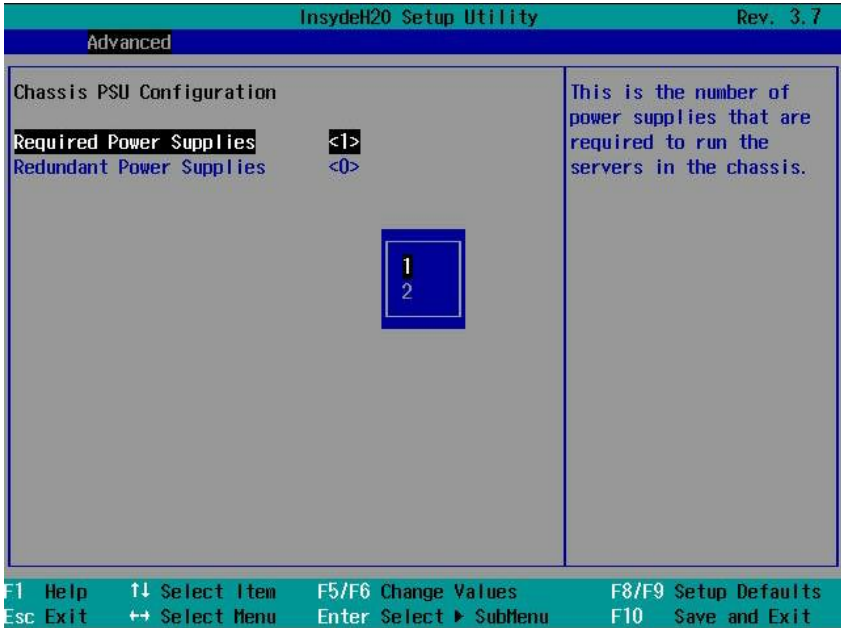 InsydeH20 Setup Utility Rev. 3.7
Advanced
Chassis PSU Configuration
Required Power Supplies <1>
Redundant Power Supplies <0>
This is the number of
power supplies that are
required to run the
servers in the chassis.
1
2
F1 Help ↑↓ Select Item F5/F6 Change Values F8/F9 Setup Defaults
Esc Exit ↔ Select Menu Enter Select ▶ SubMenu F10 Save and Exit